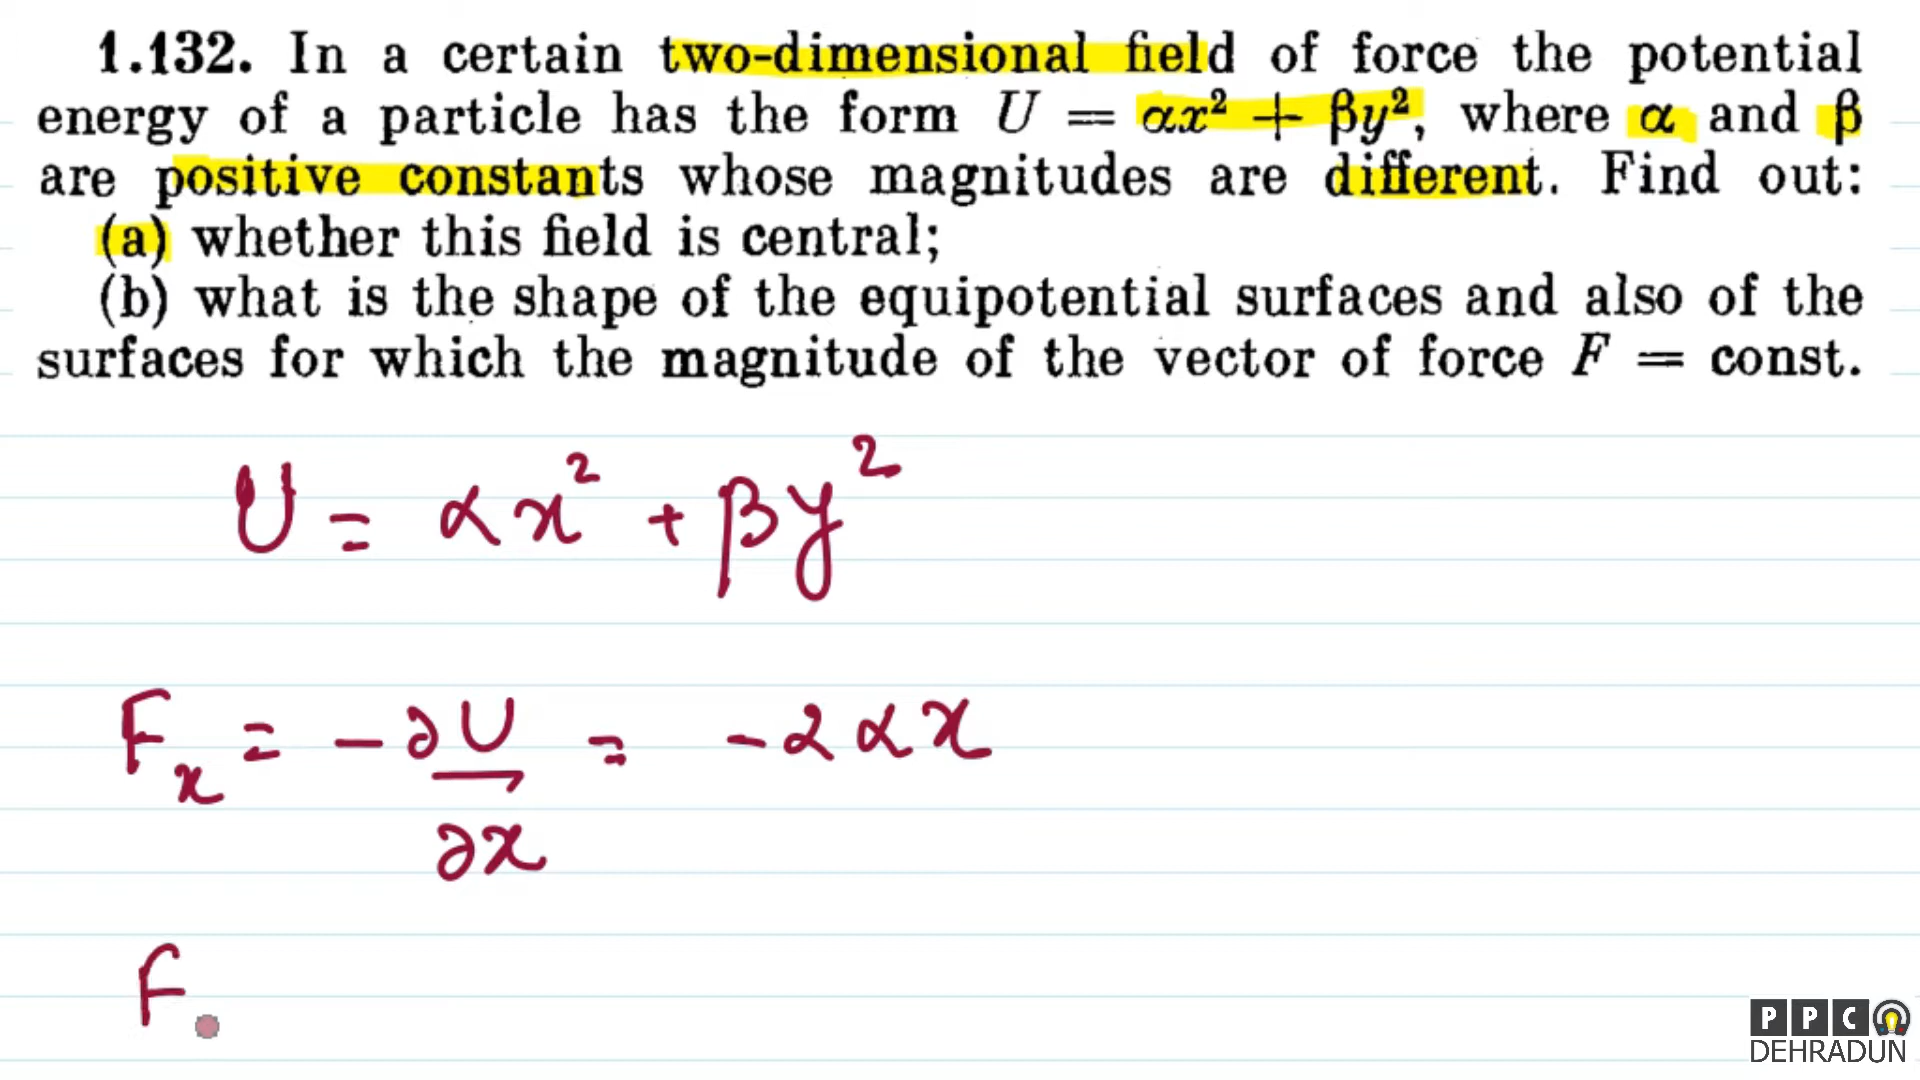 1.132. In a certain two-dimensional field of force the potential
energy of a particle has the form U = αx² + βy², where α and β
are positive constants whose magnitudes are different. Find out:
(a) whether this field is central;
(b) what is the shape of the equipotential surfaces and also of the
surfaces for which the magnitude of the vector of force F = const.
U = αx² + βy²
Fₓ = -∂U/∂x = -2αx
F
PPC
DEHRADUN